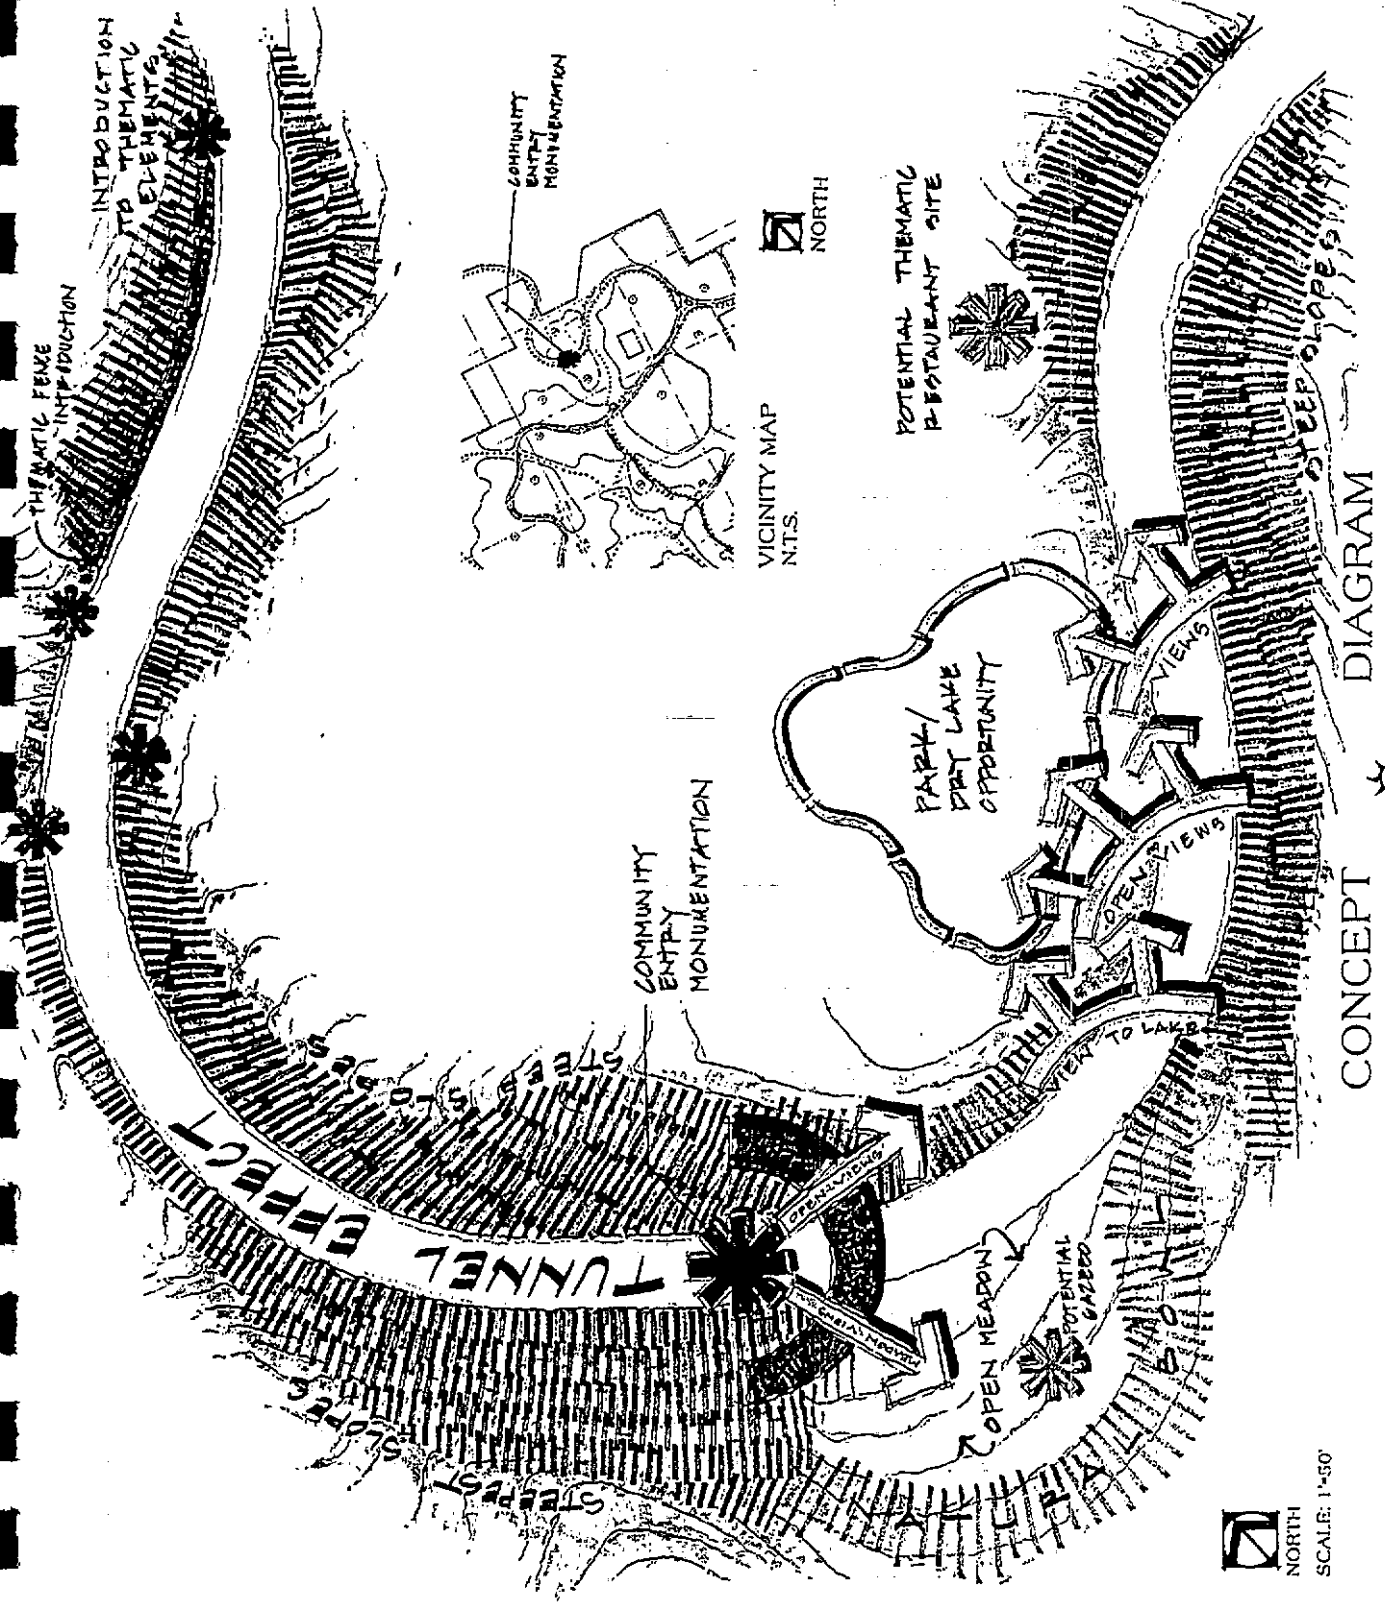 INTRODUCTION
TO THEMATIC
ELEMENTS
THEMATIC FENCE
INTRODUCTION
COMMUNITY
ENTRY
MONUMENTATION
NORTH
VICINITY MAP
N.T.S.
POTENTIAL THEMATIC
RESTAURANT SITE
STEEP SLOPES
PARK/
DRY LAKE
OPPORTUNITY
VIEWS
OPEN VIEWS
VIEW TO LAKE
COMMUNITY
ENTRY
MONUMENTATION
STEEP SLOPES
TUNNEL EFFECT
STEEPEST SLOPES
OPEN VIEWS
OPEN MEADOW
POTENTIAL
GAZEBO
NATURAL BOWL
NORTH
SCALE: 1"=50'
CONCEPT DIAGRAM